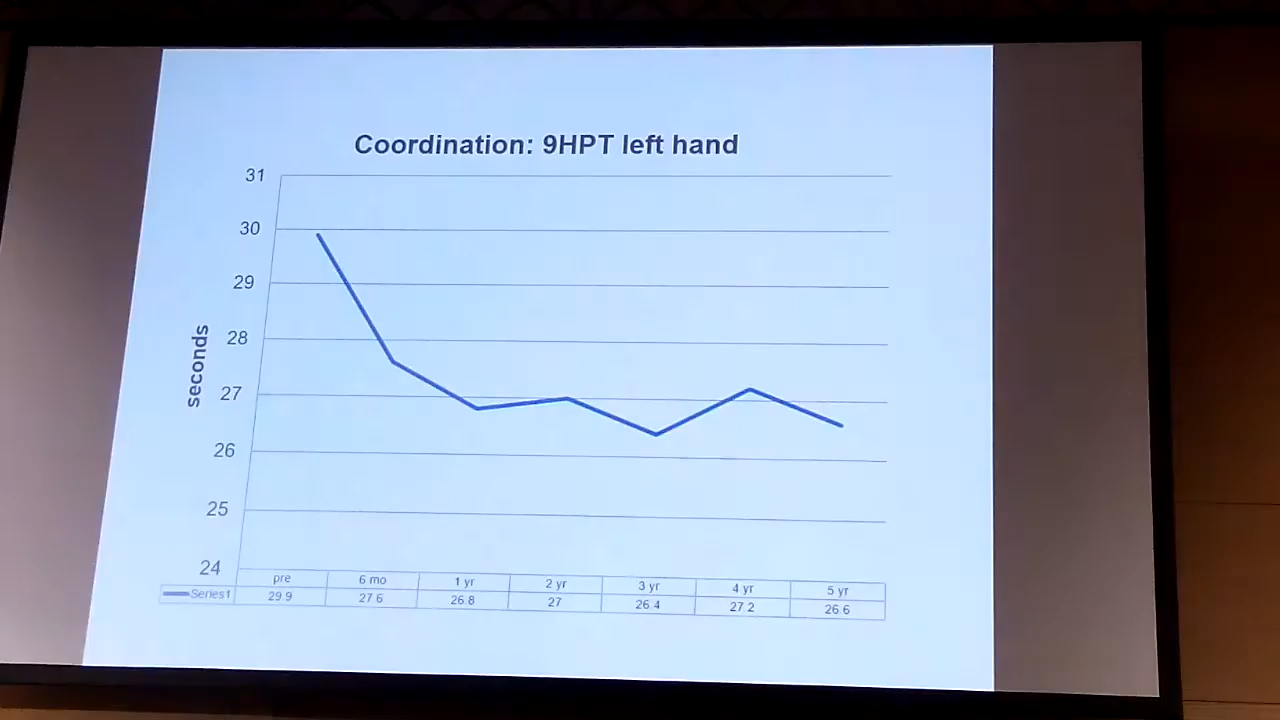 Coordination: 9HPT left hand
31
30
29
28
27
26
25
24
seconds
pre 6 mo 1 yr 2 yr 3 yr 4 yr 5 yr
Series1 29.9 27.6 26.8 27 26.4 27.2 26.6